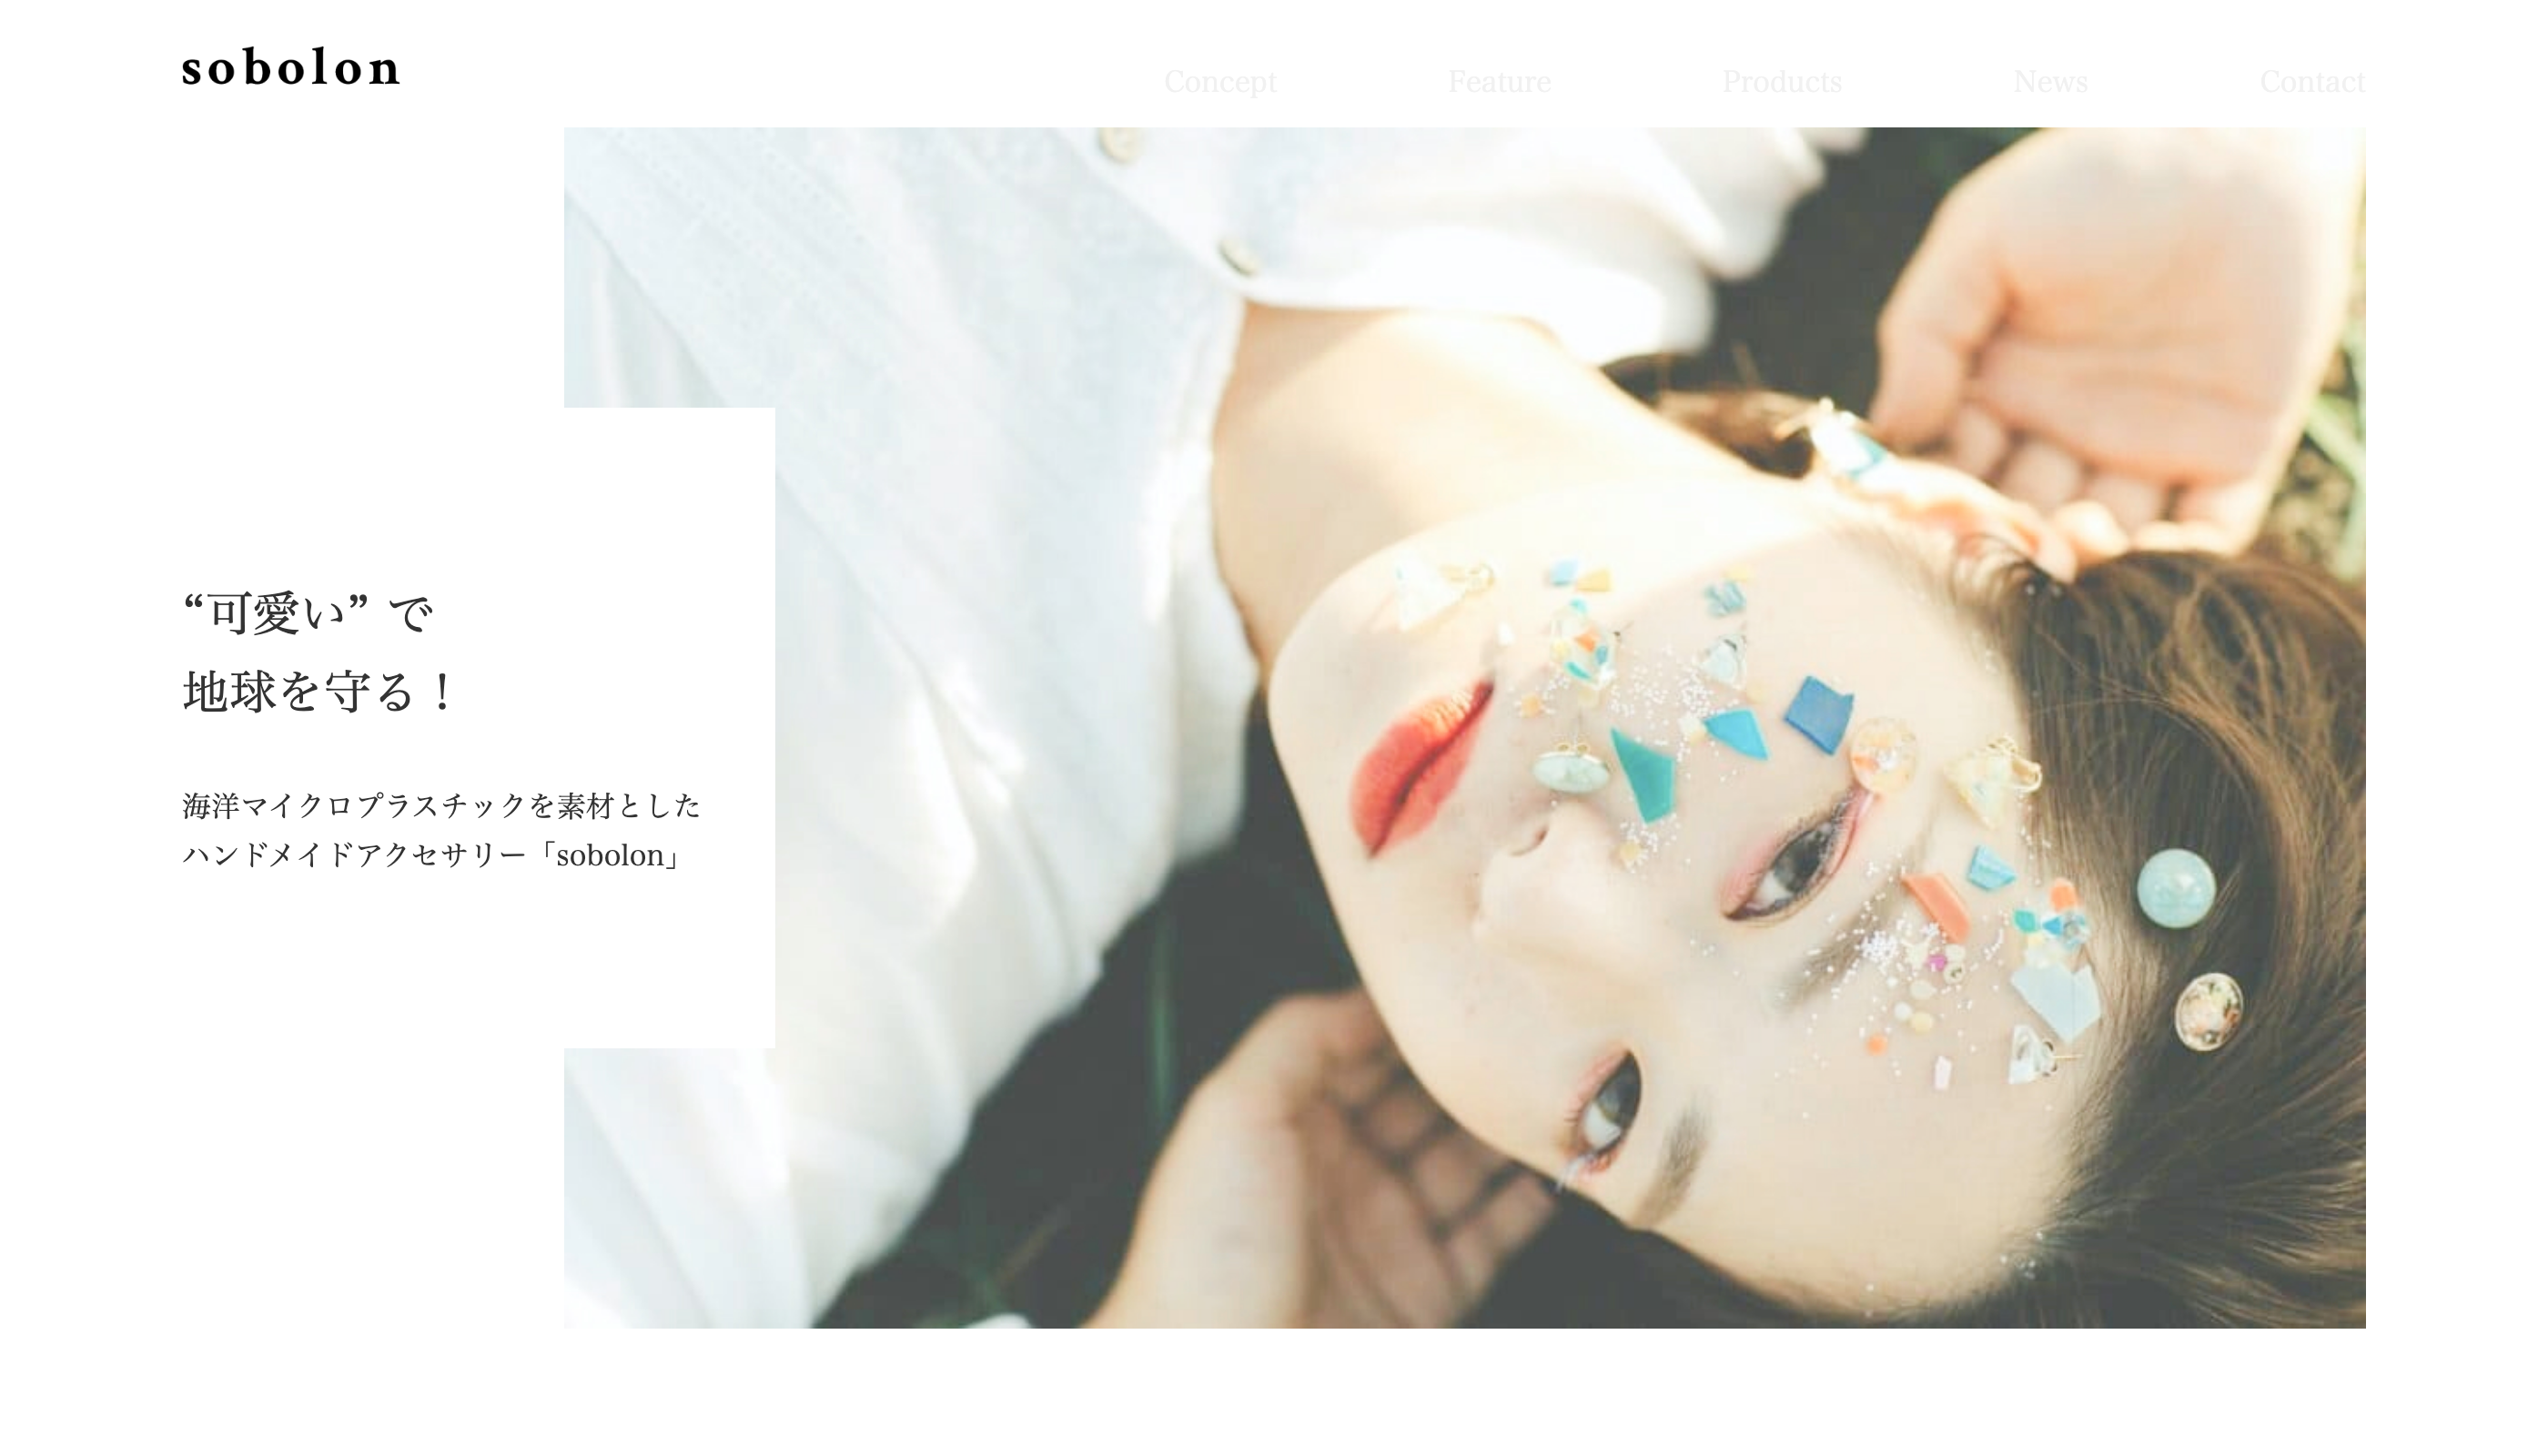 sobolon
Concept Feature Products News Contact
“可愛い” で
地球を守る！
海洋マイクロプラスチックを素材とした
ハンドメイドアクセサリー「sobolon」